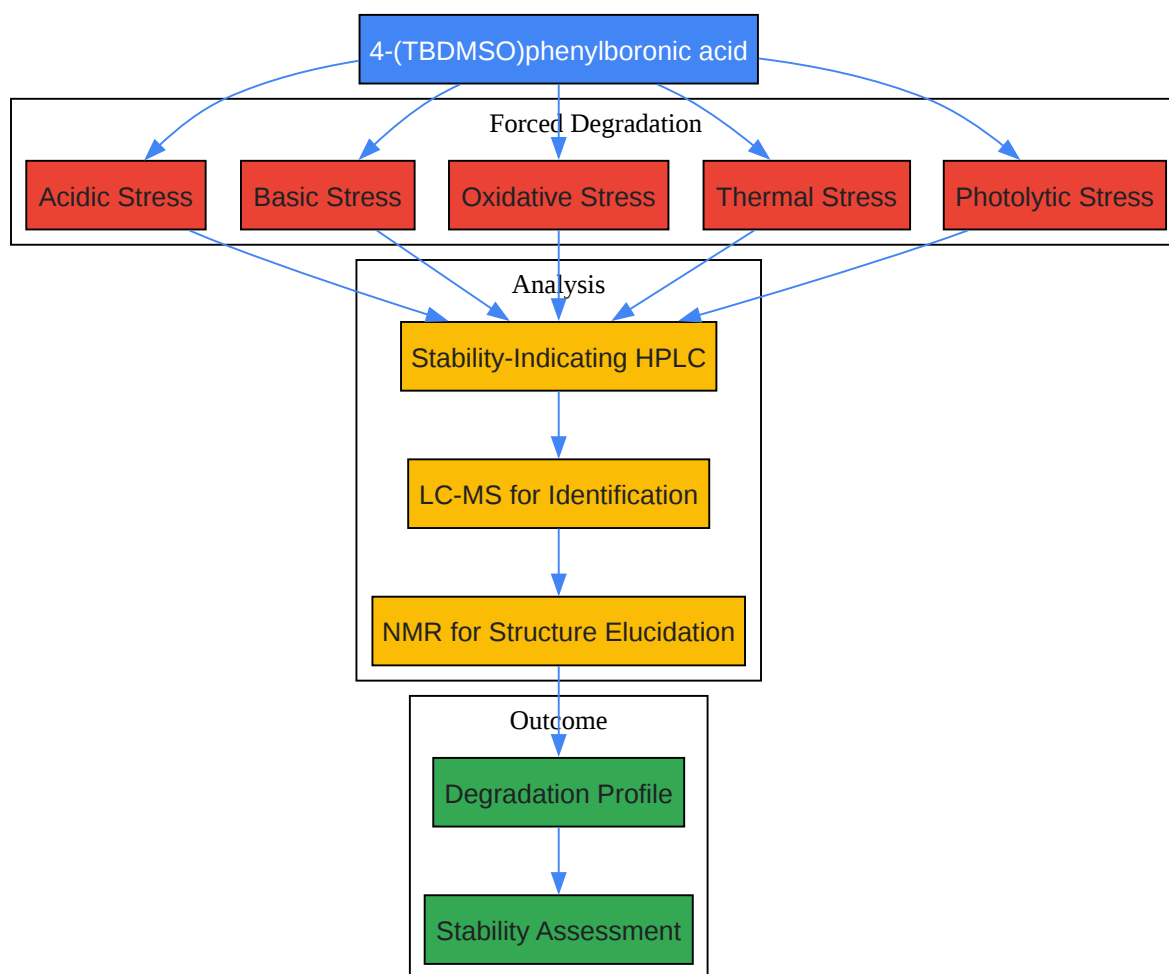 4-(TBDMSO)phenylboronic acid
Forced Degradation
Acidic Stress
Basic Stress
Oxidative Stress
Thermal Stress
Photolytic Stress
Analysis
Stability-Indicating HPLC
LC-MS for Identification
NMR for Structure Elucidation
Outcome
Degradation Profile
Stability Assessment